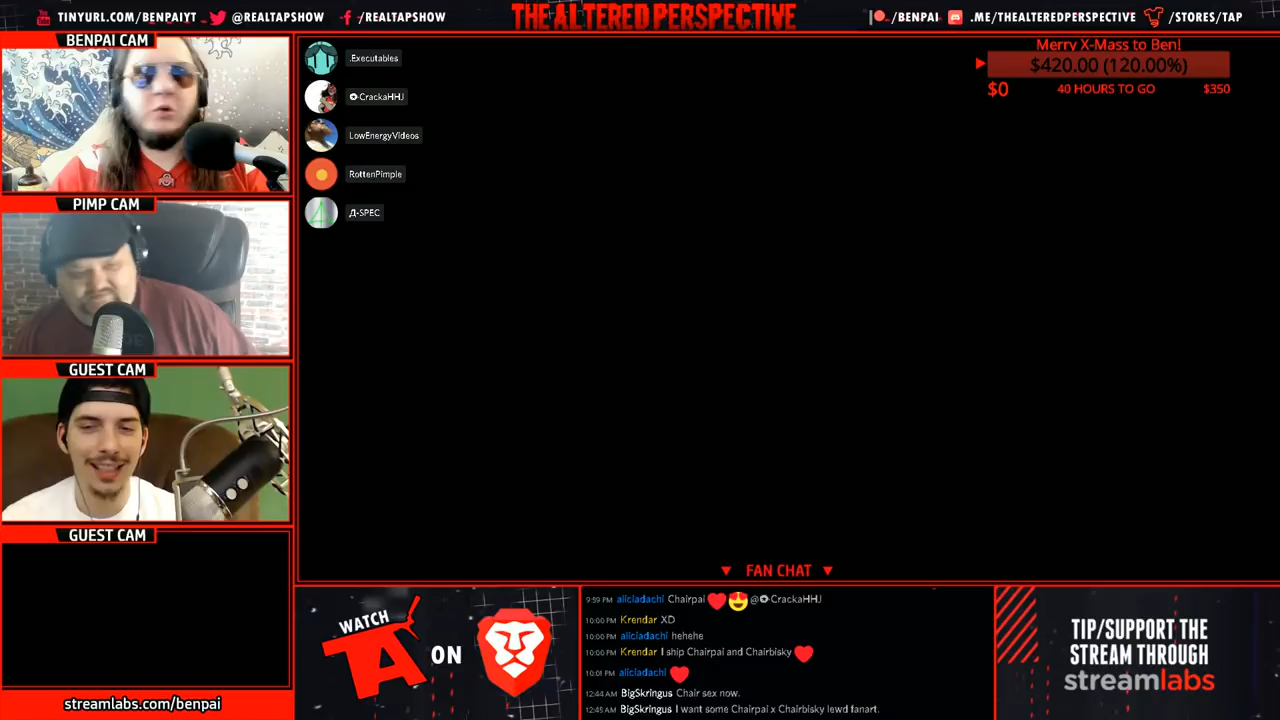 TINYURL.COM/BENPAIYT @REALTAPSHOW /REALTAPSHOW
THE ALTERED PERSPECTIVE
/BENPAI .ME/THEALTEREDPERSPECTIVE /STORES/TAP
BENPAI CAM
PIMP CAM
GUEST CAM
GUEST CAM
streamlabs.com/benpai
.Executables
CrackaHHJ
LowEnergyVideos
RottenPimple
Д-SPEC
Merry X-Mass to Ben!
$420.00 (120.00%)
$0 40 HOURS TO GO $350
FAN CHAT
WATCH
ON
9:59 PM aliciadachi Chairpai @CrackaHHJ
10:00 PM Krendar XD
10:00 PM aliciadachi hehehe
10:00 PM Krendar I ship Chairpai and Chairbisky
10:01 PM aliciadachi
12:44 AM BigSkringus Chair sex now.
12:45 AM BigSkringus I want some Chairpai x Chairbisky lewd fanart.
TIP/SUPPORT THE
STREAM THROUGH
streamlabs